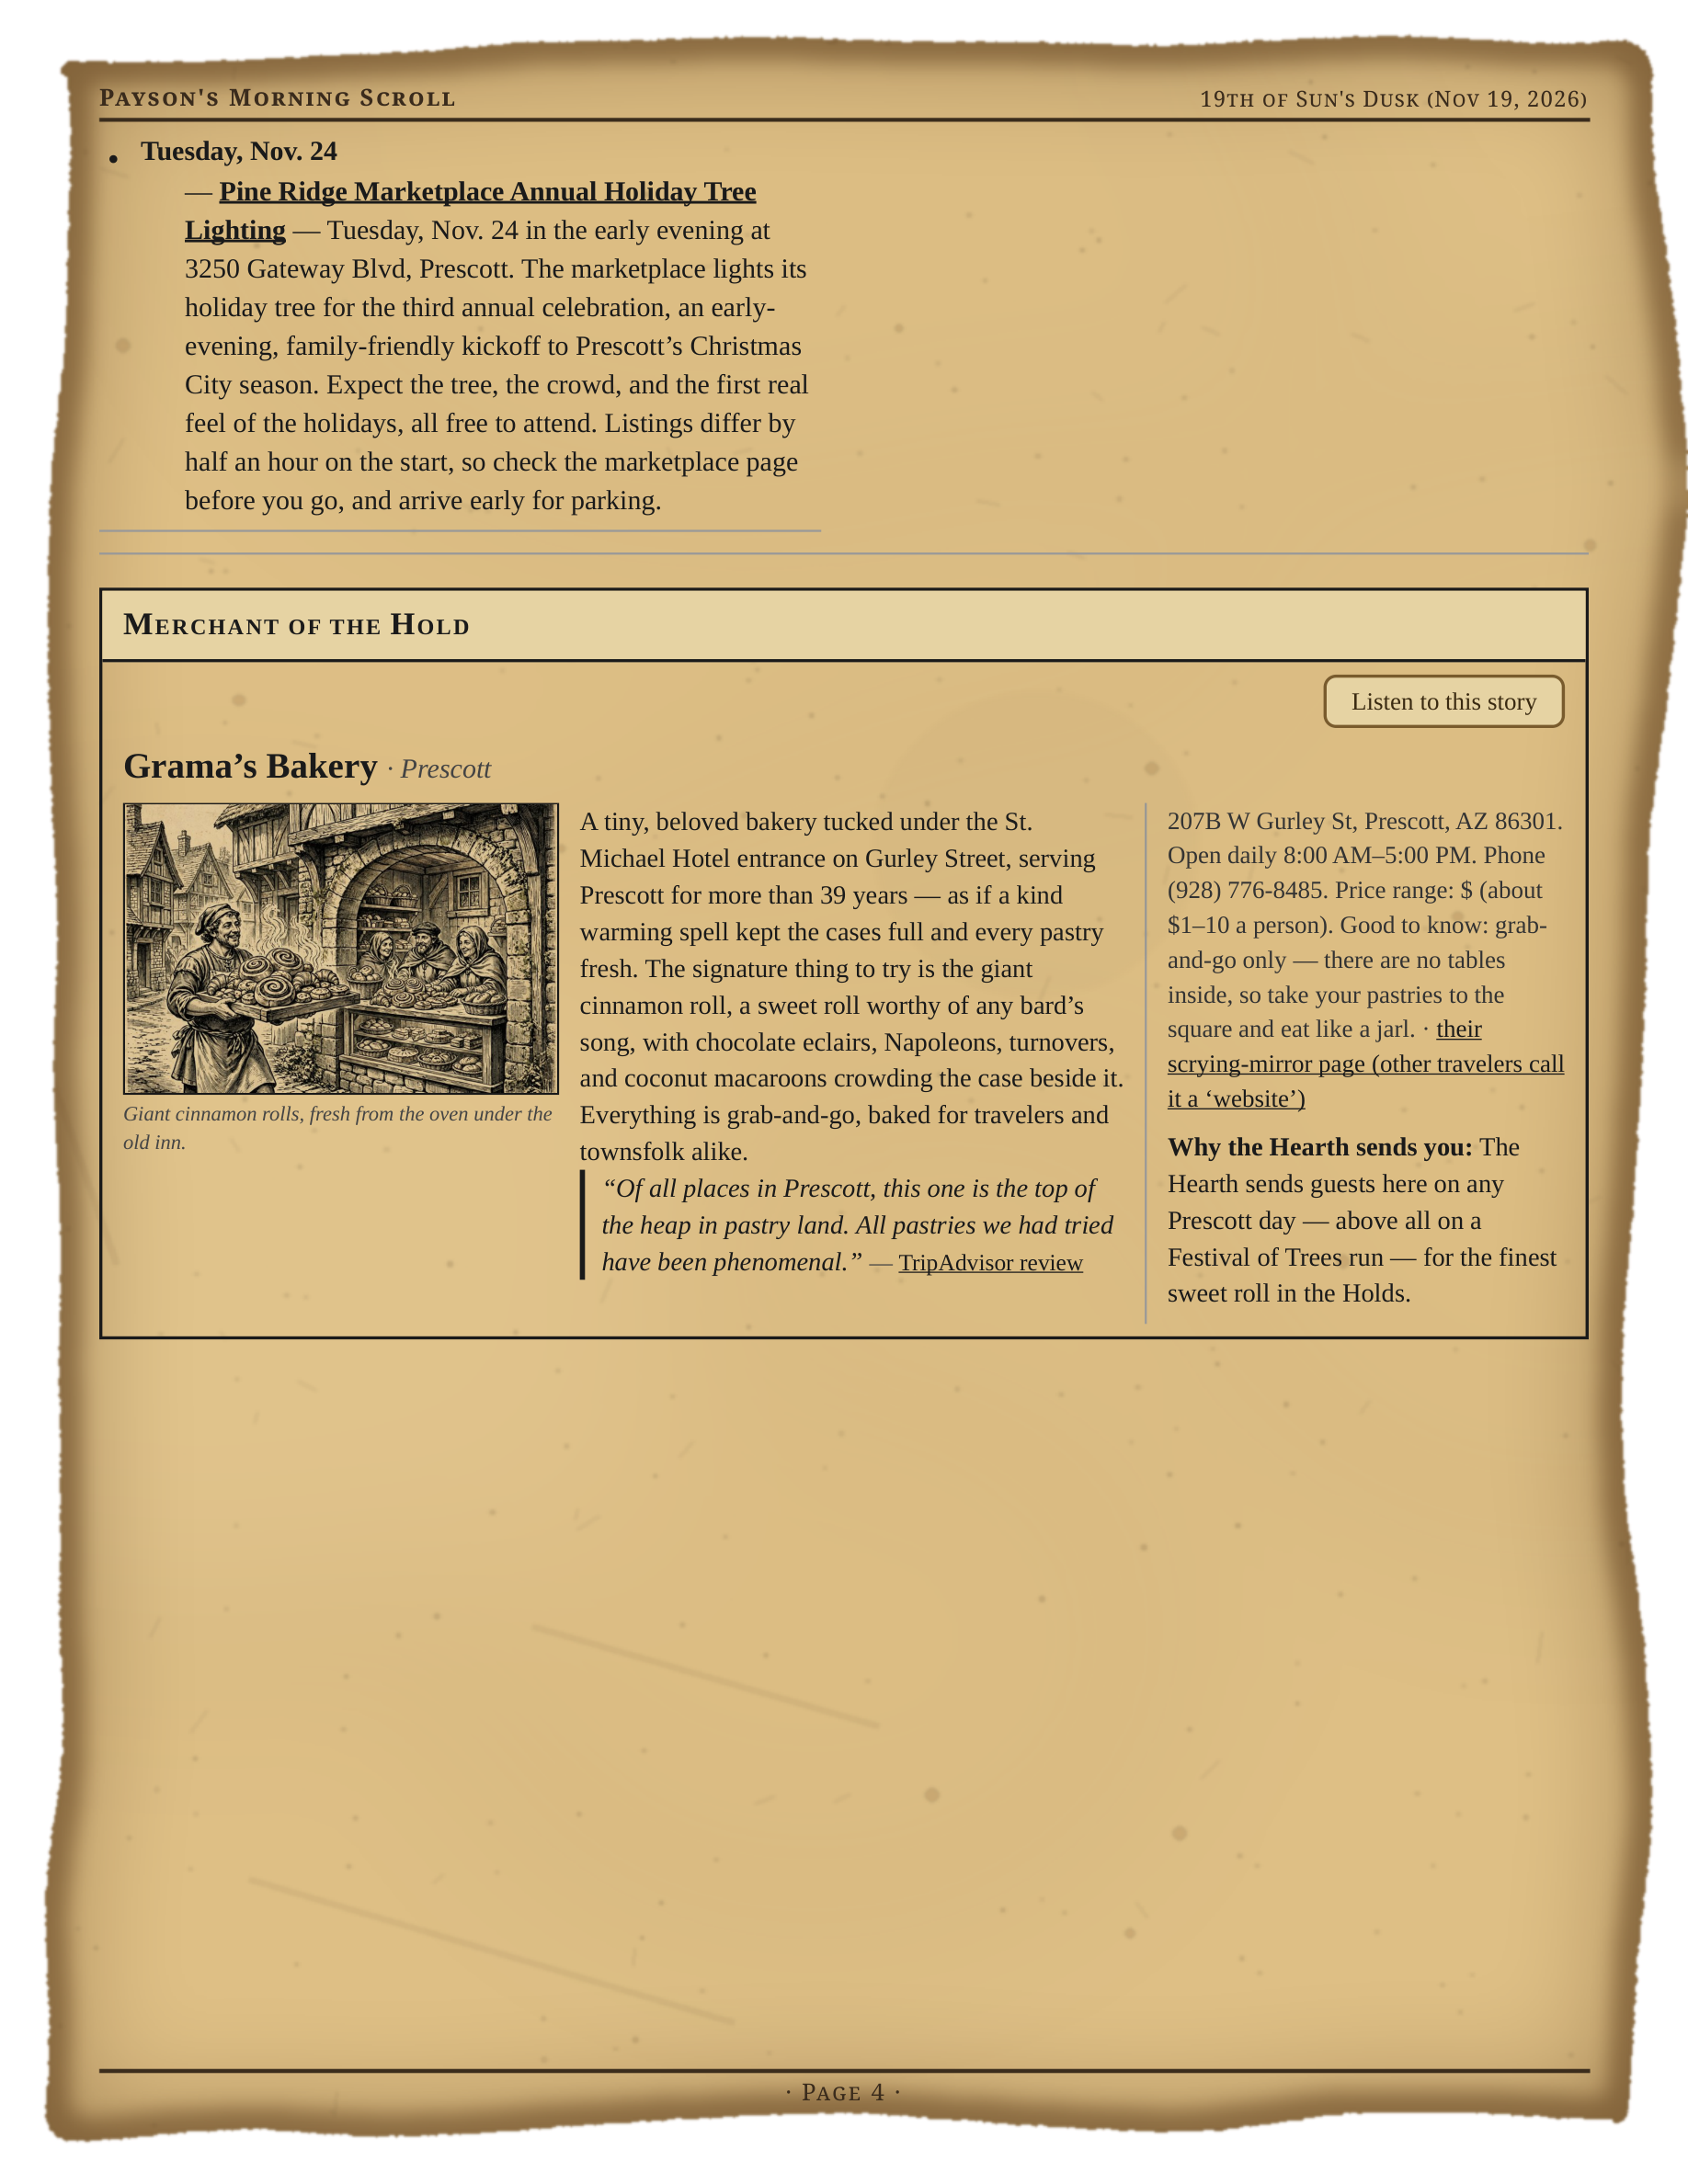 Payson's Morning Scroll
19th of Sun's Dusk (Nov 19, 2026)
• Tuesday, Nov. 24
— Pine Ridge Marketplace Annual Holiday Tree
Lighting — Tuesday, Nov. 24 in the early evening at
3250 Gateway Blvd, Prescott. The marketplace lights its
holiday tree for the third annual celebration, an early-
evening, family-friendly kickoff to Prescott’s Christmas
City season. Expect the tree, the crowd, and the first real
feel of the holidays, all free to attend. Listings differ by
half an hour on the start, so check the marketplace page
before you go, and arrive early for parking.
Merchant of the Hold
Listen to this story
Grama’s Bakery · Prescott
Giant cinnamon rolls, fresh from the oven under the
old inn.
A tiny, beloved bakery tucked under the St.
Michael Hotel entrance on Gurley Street, serving
Prescott for more than 39 years — as if a kind
warming spell kept the cases full and every pastry
fresh. The signature thing to try is the giant
cinnamon roll, a sweet roll worthy of any bard’s
song, with chocolate eclairs, Napoleons, turnovers,
and coconut macaroons crowding the case beside it.
Everything is grab-and-go, baked for travelers and
townsfolk alike.
“Of all places in Prescott, this one is the top of
the heap in pastry land. All pastries we had tried
have been phenomenal.” — TripAdvisor review
207B W Gurley St, Prescott, AZ 86301.
Open daily 8:00 AM–5:00 PM. Phone
(928) 776-8485. Price range: $ (about
$1–10 a person). Good to know: grab-
and-go only — there are no tables
inside, so take your pastries to the
square and eat like a jarl. · their
scrying-mirror page (other travelers call
it a ‘website’)
Why the Hearth sends you: The
Hearth sends guests here on any
Prescott day — above all on a
Festival of Trees run — for the finest
sweet roll in the Holds.
· Page 4 ·